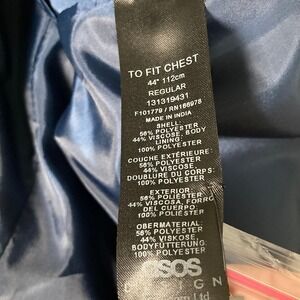 TO FIT CHEST
44" 112cm
REGULAR
131319431
F101779 / RN166978
MADE IN INDIA
SHELL:
56% POLYESTER
44% VISCOSE, BODY
LINING:
100% POLYESTER
COUCHE EXTÉRIEURE:
56% POLYESTER
44% VISCOSE,
DOUBLURE DU CORPS:
100% POLYESTER
EXTERIOR:
56% POLIÉSTER
44% VISCOSA, FORRO
DEL CUERPO:
100% POLIÉSTER
OBERMATERIAL:
56% POLYESTER
44% VISKOSE,
BODYFUTTERUNG:
100% POLYESTER
asos
Ltd